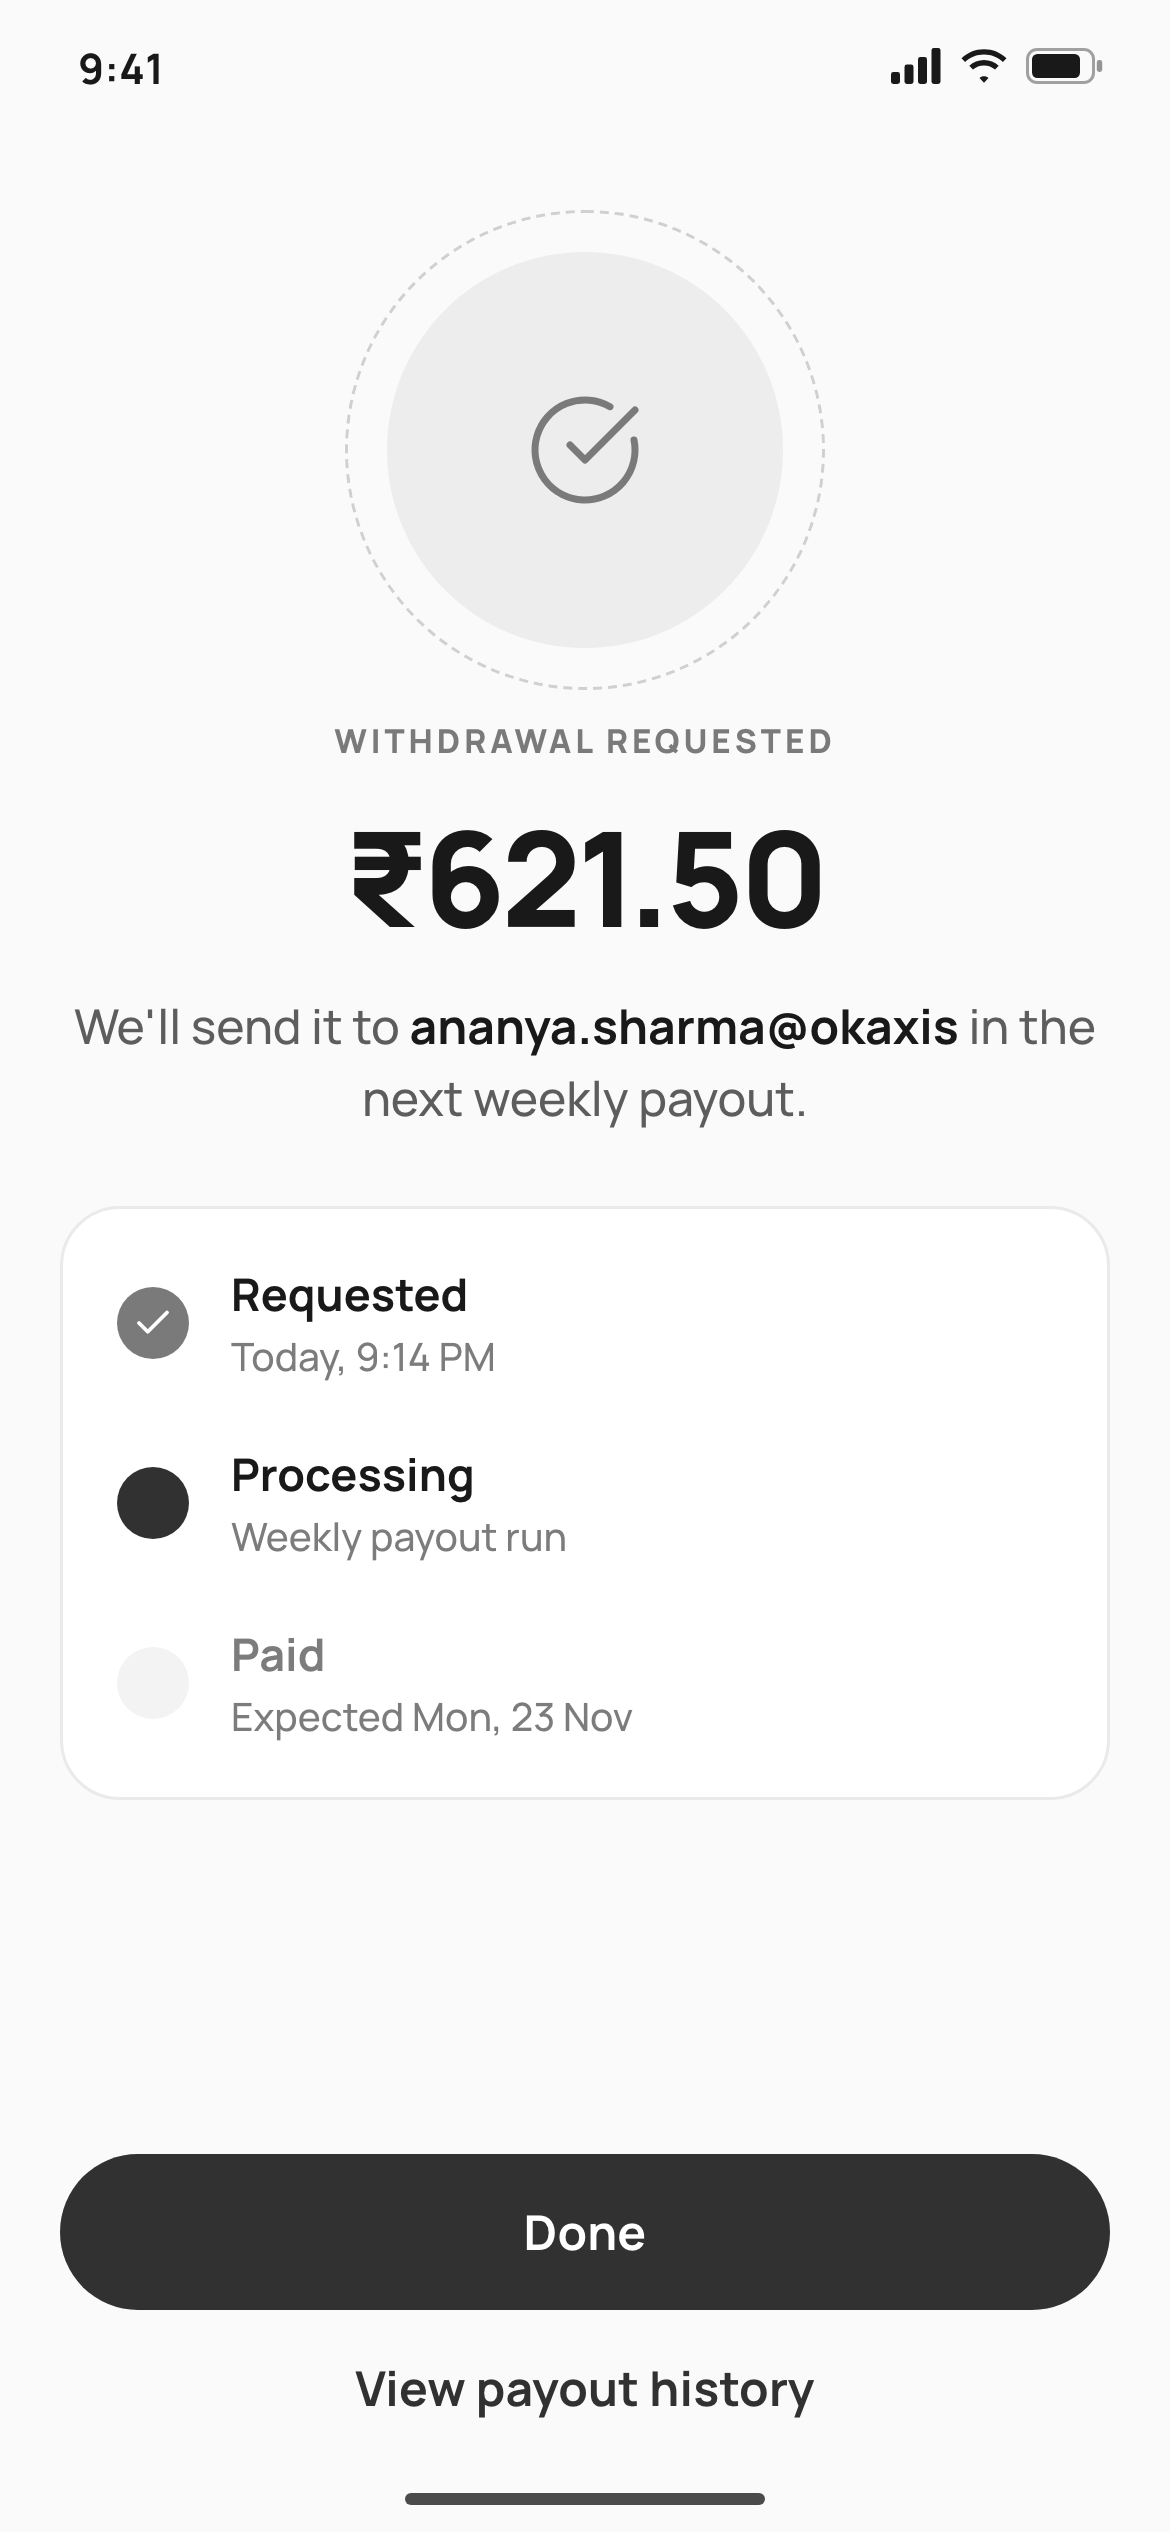 9:41
WITHDRAWAL REQUESTED
₹621.50
We'll send it to ananya.sharma@okaxis in the
next weekly payout.
Requested
Today, 9:14 PM
Processing
Weekly payout run
Paid
Expected Mon, 23 Nov
Done
View payout history